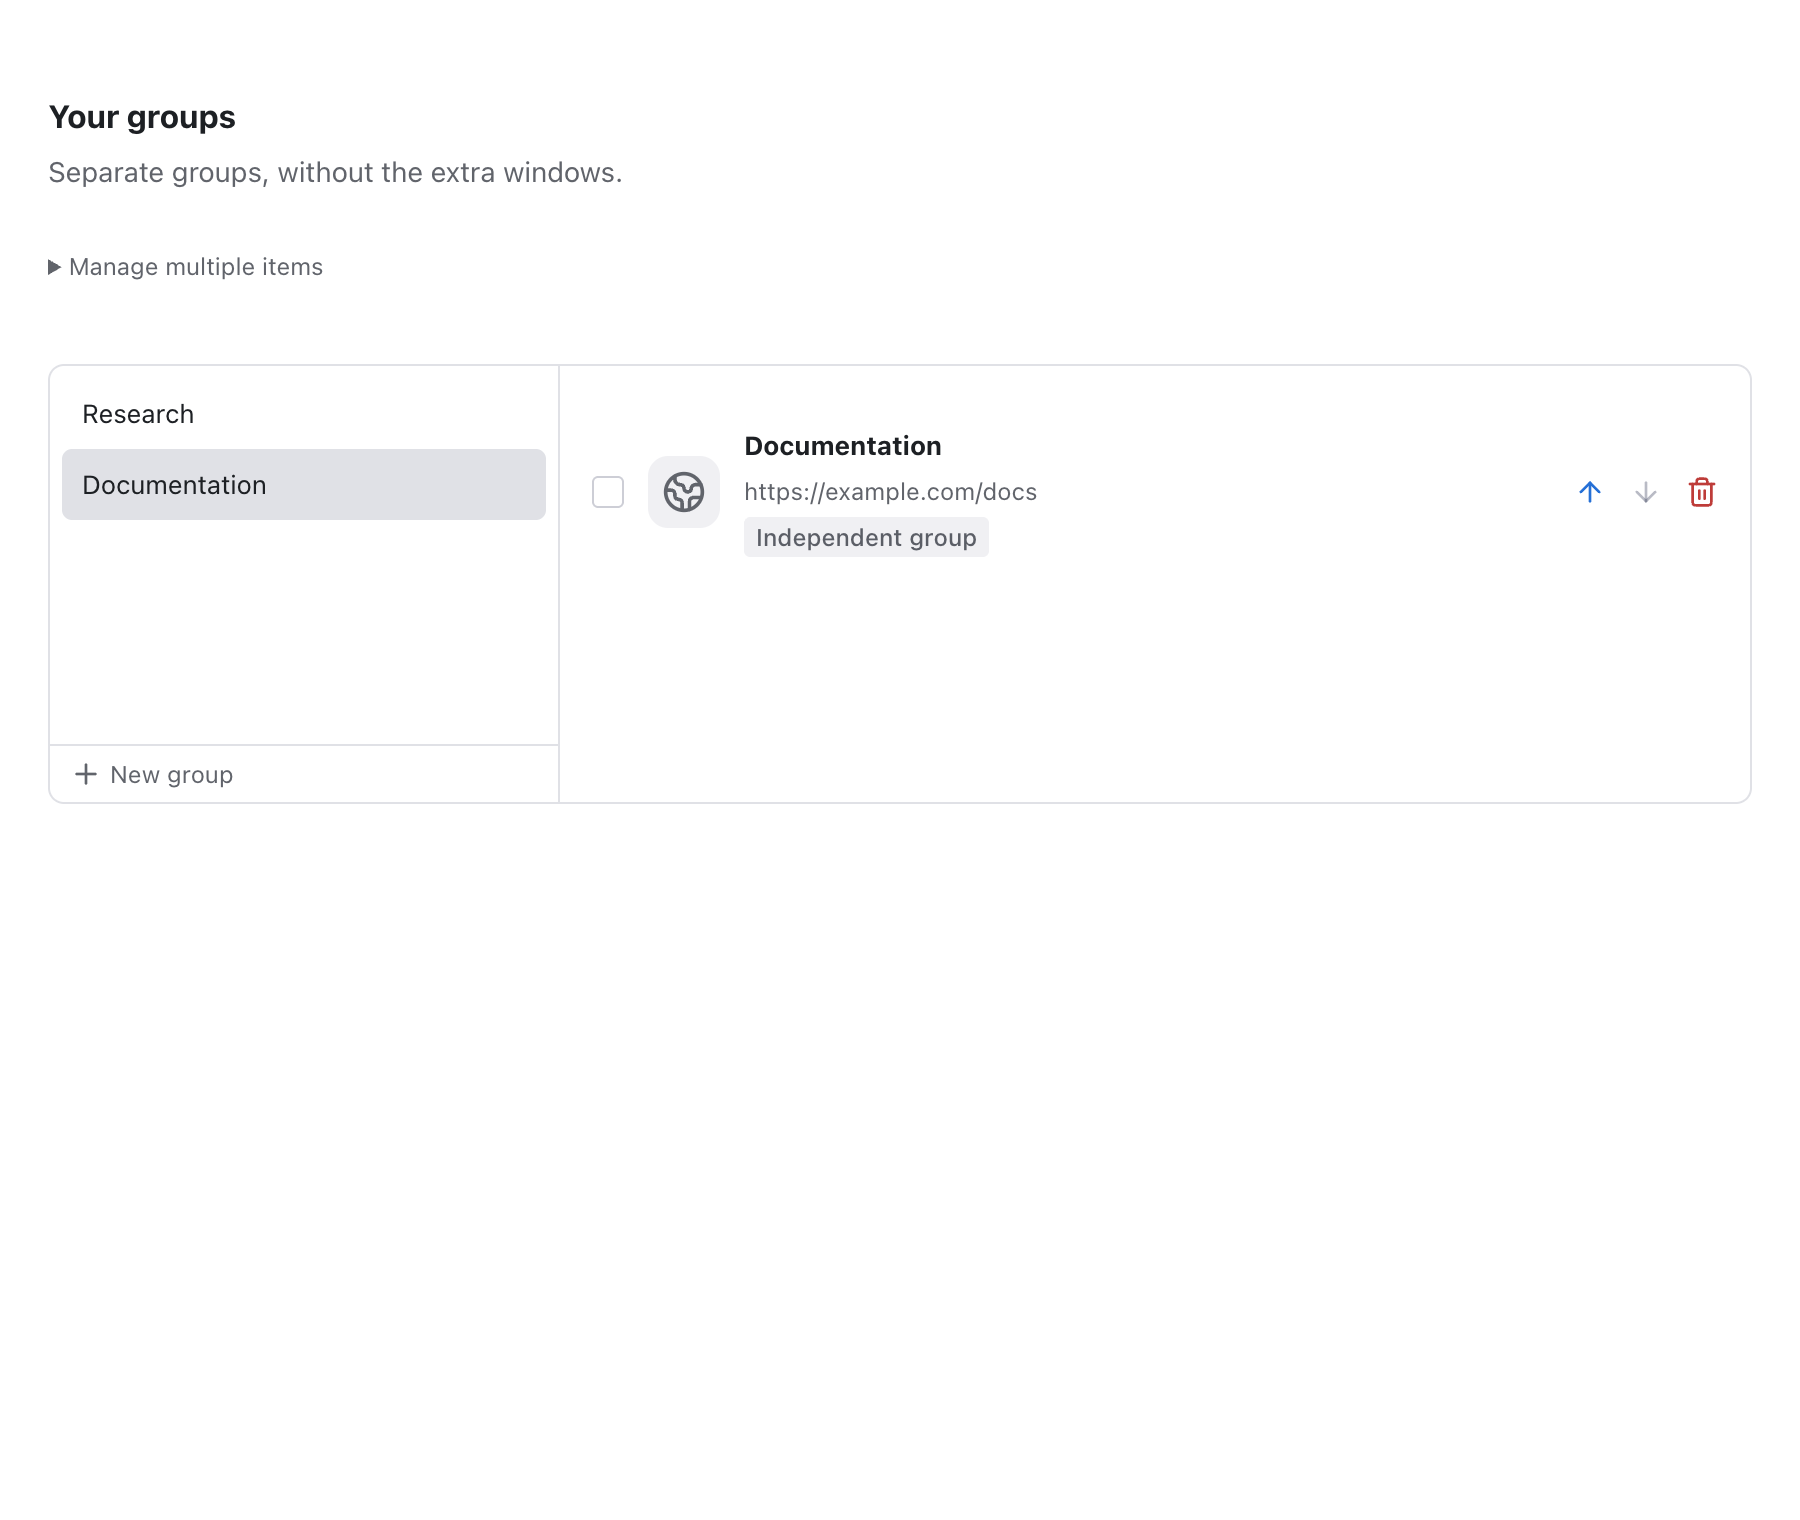 Your groups
Separate groups, without the extra windows.
Manage multiple items
Research
Documentation
New group
Documentation
https://example.com/docs
Independent group